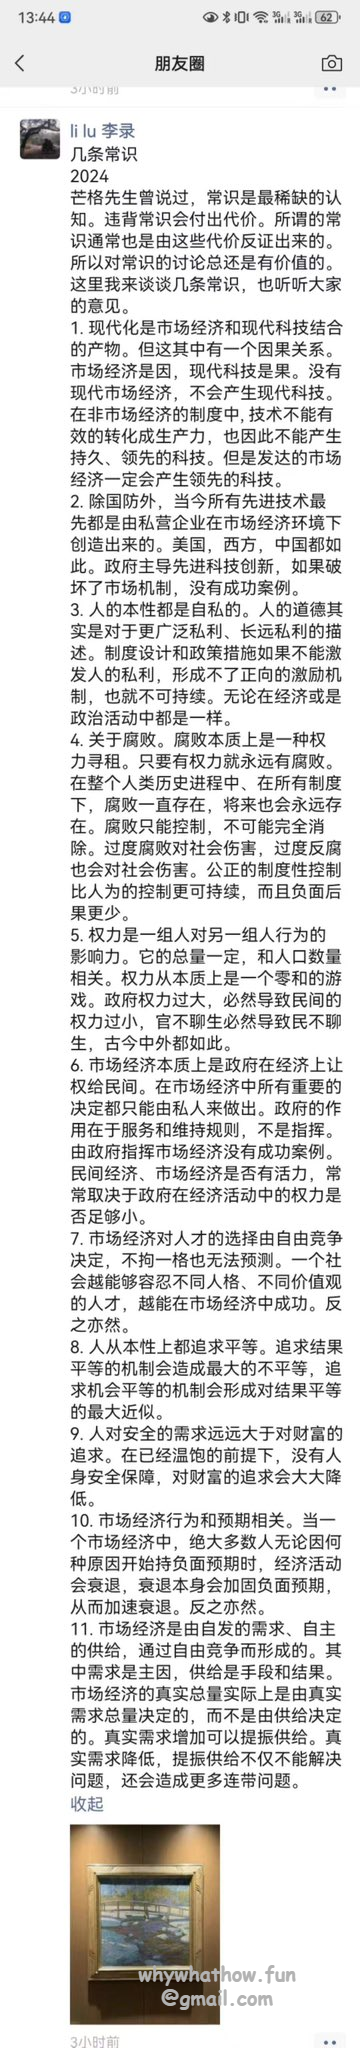 13:44
3G
3G
62
朋友圈
3小时前
li lu 李录
几条常识
2024
芒格先生曾说过，常识是最稀缺的认
知。违背常识会付出代价。所谓的常
识通常也是由这些代价反证出来的。
所以对常识的讨论总还是有价值的。
这里我来谈谈几条常识，也听听大家
的意见。
1. 现代化是市场经济和现代科技结合
的产物。但这其中有一个因果关系。
市场经济是因，现代科技是果。没有
现代市场经济，不会产生现代科技。
在非市场经济的制度中, 技术不能有
效的转化成生产力，也因此不能产生
持久、领先的科技。但是发达的市场
经济一定会产生领先的科技。
2. 除国防外，当今所有先进技术最
先都是由私营企业在市场经济环境下
创造出来的。美国，西方，中国都如
此。政府主导先进科技创新，如果破
坏了市场机制，没有成功案例。
3. 人的本性都是自私的。人的道德其
实是对于更广泛私利、长远私利的描
述。制度设计和政策措施如果不能激
发人的私利，形成不了正向的激励机
制，也就不可持续。无论在经济或是
政治活动中都是一样。
4. 关于腐败。腐败本质上是一种权
力寻租。只要有权力就永远有腐败。
在整个人类历史进程中、在所有制度
下，腐败一直存在，将来也会永远存
在。腐败只能控制，不可能完全消
除。过度腐败对社会伤害，过度反腐
也会对社会伤害。公正的制度性控制
比人为的控制更可持续，而且负面后
果更少。
5. 权力是一组人对另一组人行为的
影响力。它的总量一定，和人口数量
相关。权力从本质上是一个零和的游
戏。政府权力过大，必然导致民间的
权力过小，官不聊生必然导致民不聊
生，古今中外都如此。
6. 市场经济本质上是政府在经济上让
权给民间。在市场经济中所有重要的
决定都只能由私人来做出。政府的作
用在于服务和维持规则，不是指挥。
由政府指挥市场经济没有成功案例。
民间经济、市场经济是否有活力，常
常取决于政府在经济活动中的权力是
否足够小。
7. 市场经济对人才的选择由自由竞争
决定，不拘一格也无法预测。一个社
会越能够容忍不同人格、不同价值观
的人才，越能在市场经济中成功。反
之亦然。
8. 人从本性上都追求平等。追求结果
平等的机制会造成最大的不平等，追
求机会平等的机制会形成对结果平等
的最大近似。
9. 人对安全的需求远远大于对财富的
追求。在已经温饱的前提下，没有人
身安全保障，对财富的追求会大大降
低。
10. 市场经济行为和预期相关。当一
个市场经济中，绝大多数人无论因何
种原因开始持负面预期时，经济活动
会衰退，衰退本身会加固负面预期，
从而加速衰退。反之亦然。
11. 市场经济是由自发的需求、自主
的供给，通过自由竞争而形成的。其
中需求是主因，供给是手段和结果。
市场经济的真实总量实际上是由真实
需求总量决定的，而不是由供给决定
的。真实需求增加可以提振供给。真
实需求降低，提振供给不仅不能解决
问题，还会造成更多连带问题。
收起
whywhathow.fun
@gmail.com
3小时前